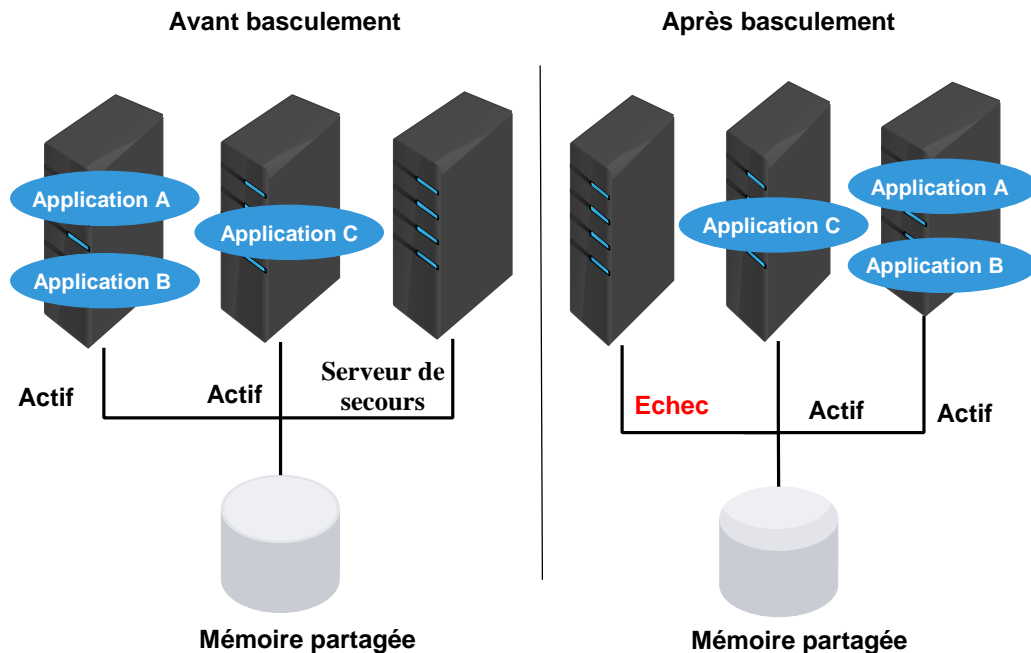 Avant basculement
Après basculement
Application A
Application B
Application C
Actif
Actif
Serveur de
secours
Mémoire partagée
Application C
Application A
Application B
Echec
Actif
Actif
Mémoire partagée